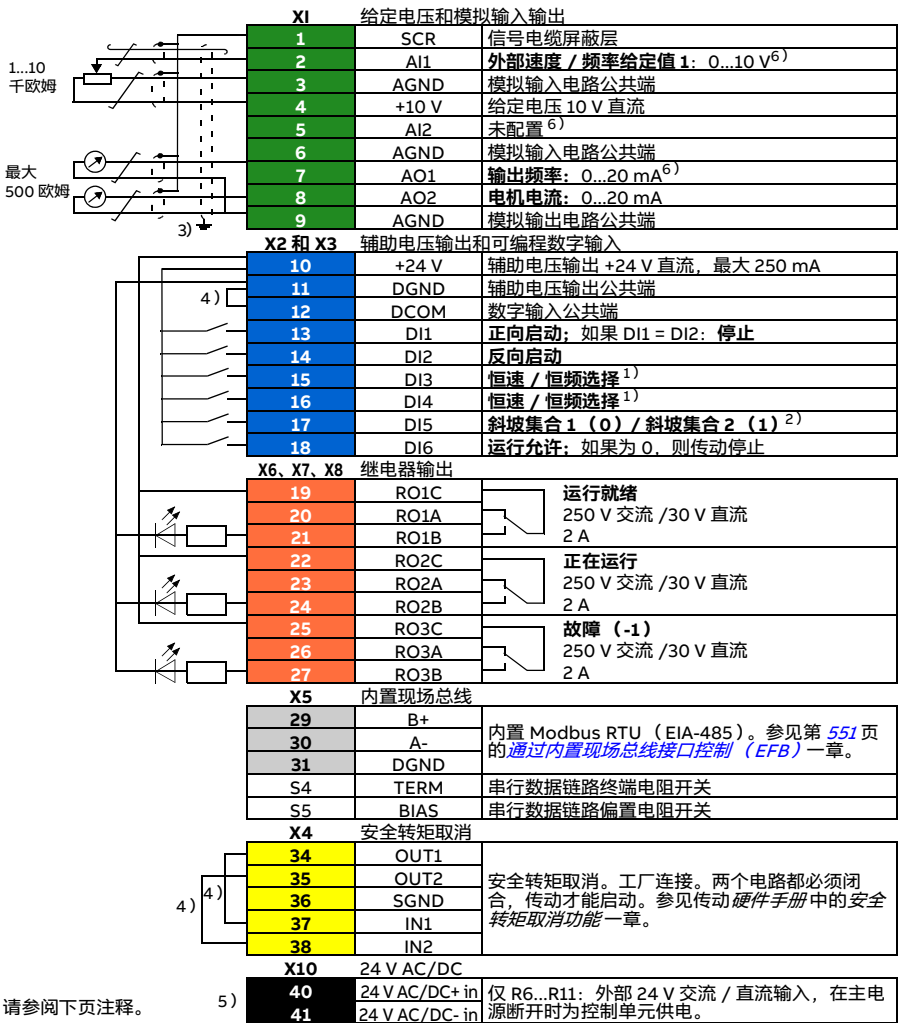 XI 给定电压和模拟输入输出
1 SCR 信号电缆屏蔽层
2 AI1 外部速度 / 频率给定值 1：0...10 V6）
3 AGND 模拟输入电路公共端
4 +10 V 给定电压 10 V 直流
5 AI2 未配置6）
6 AGND 模拟输入电路公共端
7 AO1 输出频率：0...20 mA6）
8 AO2 电机电流：0...20 mA
9 AGND 模拟输出电路公共端
1...10
千欧姆
最大
500 欧姆
3）
X2 和 X3 辅助电压输出和可编程数字输入
10 +24 V 辅助电压输出 +24 V 直流，最大 250 mA
11 DGND 辅助电压输出公共端
4）
12 DCOM 数字输入公共端
13 DI1 正向启动；如果 DI1 = DI2：停止
14 DI2 反向启动
15 DI3 恒速 / 恒频选择1）
16 DI4 恒速 / 恒频选择1）
17 DI5 斜坡集合 1（0）/ 斜坡集合 2（1）2）
18 DI6 运行允许；如果为 0，则传动停止
X6、X7、X8 继电器输出
19 RO1C 运行就绪
20 RO1A 250 V 交流 /30 V 直流
21 RO1B 2 A
22 RO2C 正在运行
23 RO2A 250 V 交流 /30 V 直流
24 RO2B 2 A
25 RO3C 故障（-1）
26 RO3A 250 V 交流 /30 V 直流
27 RO3B 2 A
X5 内置现场总线
29 B+
30 A-
31 DGND
内置 Modbus RTU（EIA-485）。参见第 551 页
的通过内置现场总线接口控制（EFB）一章。
S4 TERM 串行数据链路终端电阻开关
S5 BIAS 串行数据链路偏置电阻开关
X4 安全转矩取消
34 OUT1
35 OUT2
36 SGND
37 IN1
38 IN2
4）
4）
安全转矩取消。工厂连接。两个电路都必须闭
合，传动才能启动。参见传动硬件手册中的安全
转矩取消功能一章。
X10 24 V AC/DC
5）
40 24 V AC/DC+ in
41 24 V AC/DC- in
仅 R6...R11：外部 24 V 交流 / 直流输入，在主电
源断开时为控制单元供电。
请参阅下页注释。